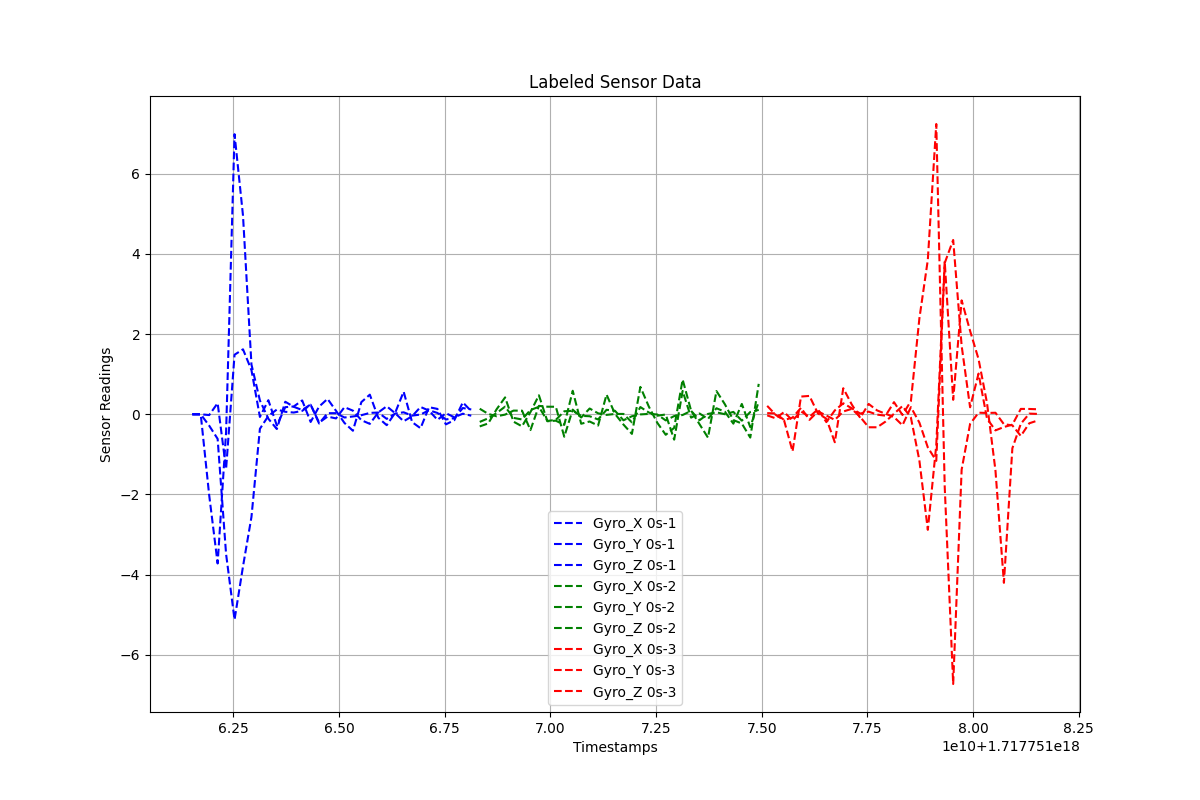 Labeled Sensor Data
Sensor Readings
6
4
2
0
−2
−4
−6
Gyro_X 0s-1
Gyro_Y 0s-1
Gyro_Z 0s-1
Gyro_X 0s-2
Gyro_Y 0s-2
Gyro_Z 0s-2
Gyro_X 0s-3
Gyro_Y 0s-3
Gyro_Z 0s-3
6.25 6.50 6.75 7.00 7.25 7.50 7.75 8.00 8.25
Timestamps
1e10+1.717751e18